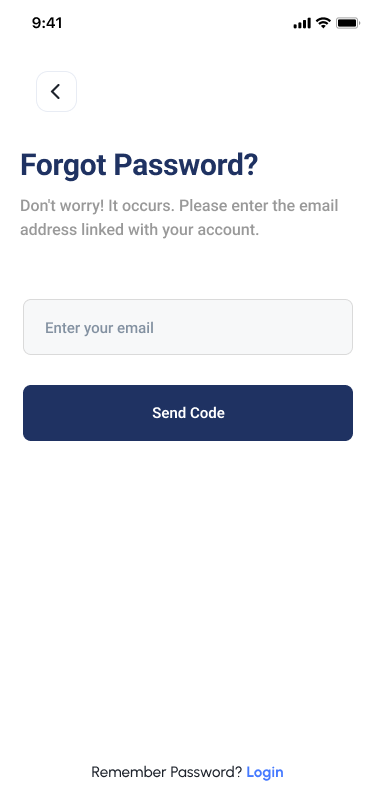 9:41
Forgot Password?
Don't worry! It occurs. Please enter the email
address linked with your account.
Enter your email
Send Code
Remember Password? Login